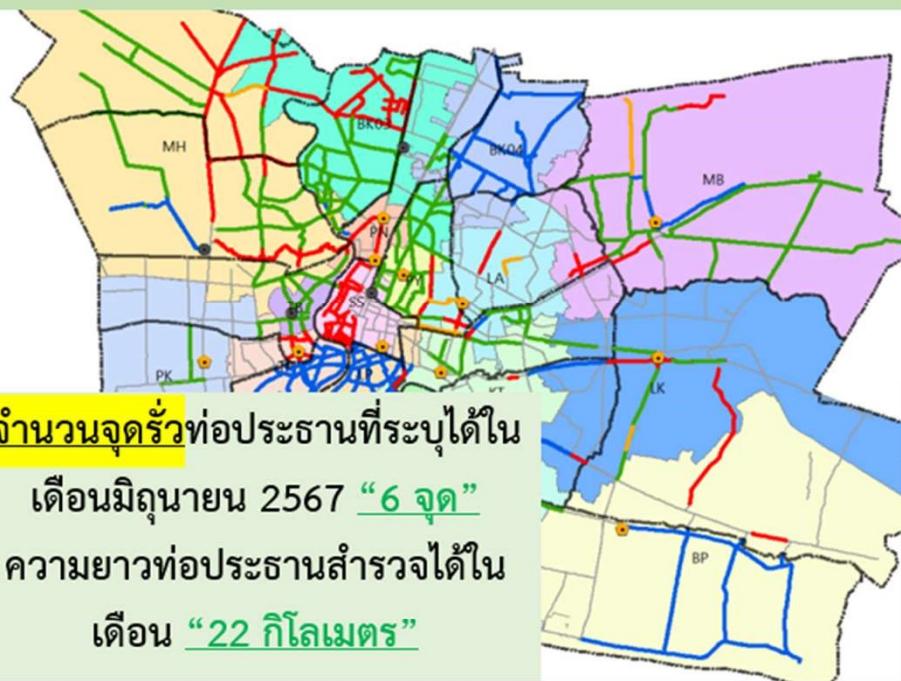 MH
BK03
BK04
MB
PN
PY
LA
SS
TB
PK
LK
จำนวนจุดรั่วท่อประธานที่ระบุได้ใน
เดือนมิถุนายน 2567 “6 จุด”
ความยาวท่อประธานสำรวจได้ใน
เดือน “22 กิโลเมตร”
BP